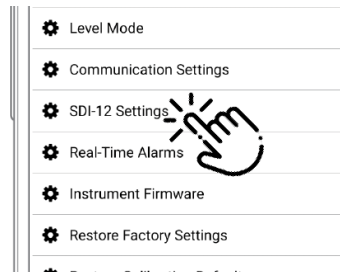 Level Mode
Communication Settings
SDI-12 Settings
Real-Time Alarms
Instrument Firmware
Restore Factory Settings